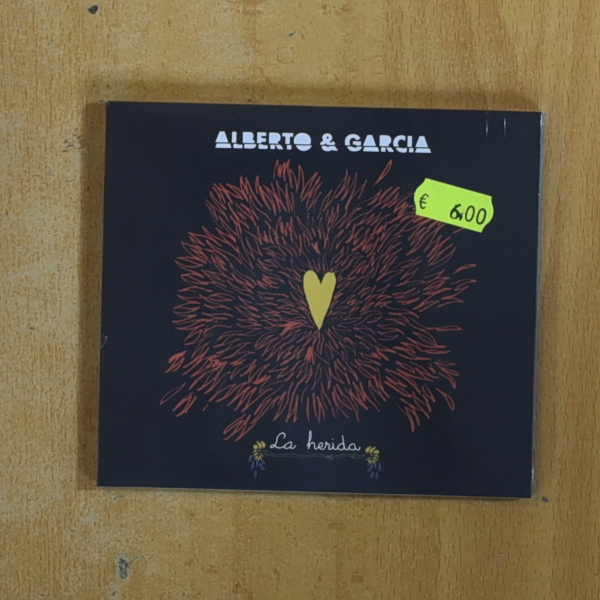 ALBERTO & GARCIA
€ 6,00
La herida